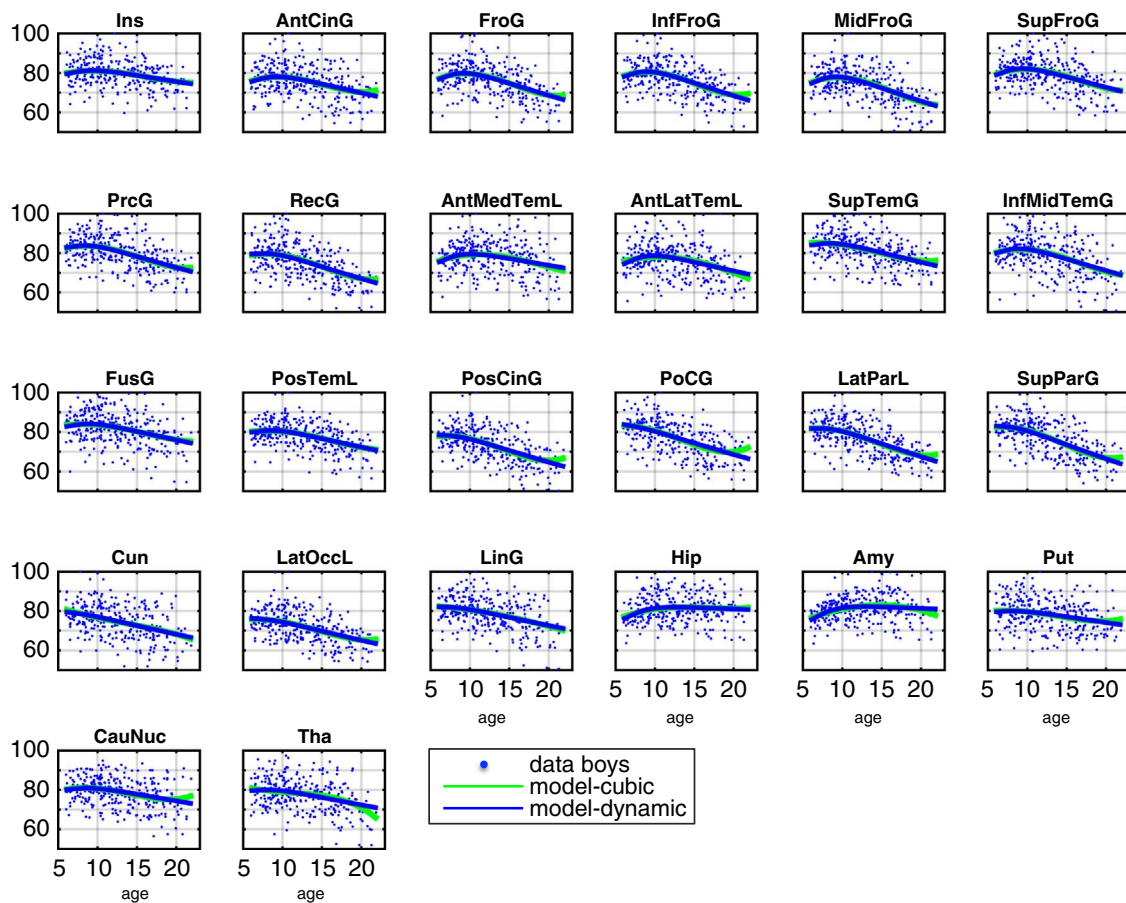 Ins AntCinG FroG InfFroG MidFroG SupFroG
100
80
60
PrcG RecG AntMedTemL AntLatTemL SupTemG InfMidTemG
100
80
60
FusG PosTemL PosCinG PoCG LatParL SupParG
100
80
60
Cun LatOccL LinG Hip Amy Put
100
80
60
5 10 15 20 5 10 15 20 5 10 15 20 5 10 15 20
age age age age
CauNuc Tha
100
80
60
5 10 15 20 5 10 15 20
age age
data boys
model-cubic
model-dynamic